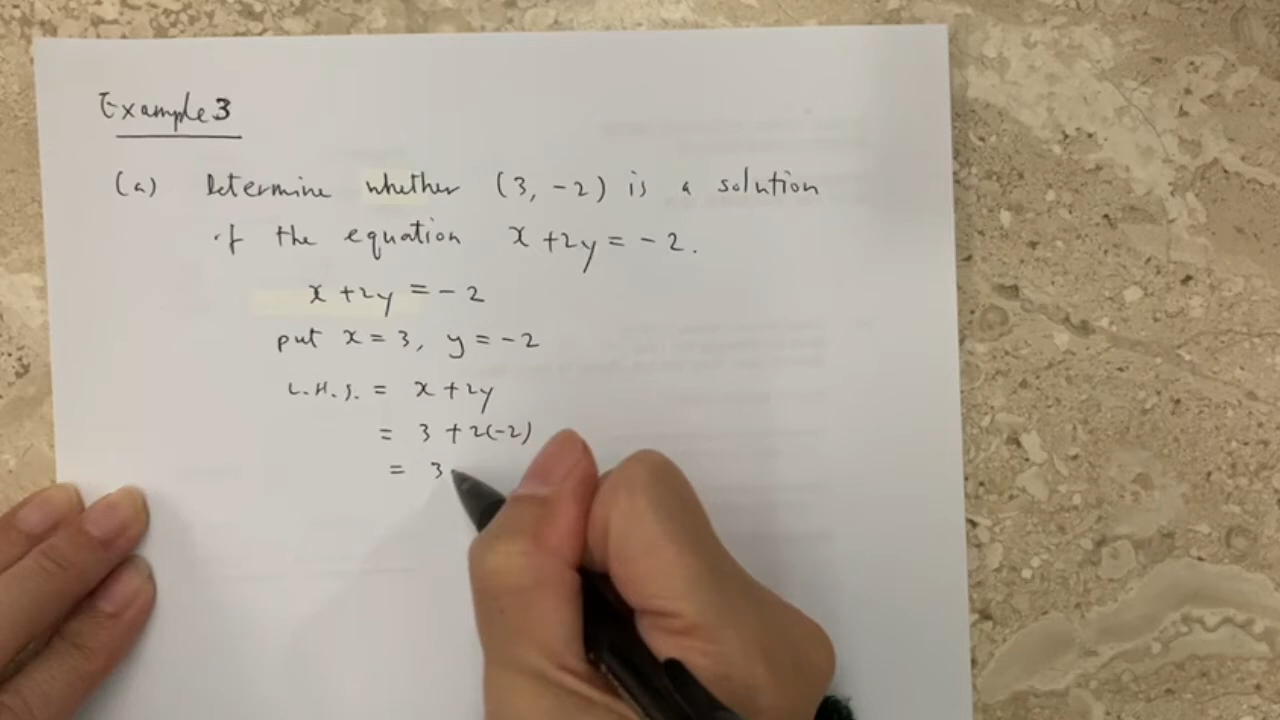 Example 3
(a) Determine whether (3, -2) is a solution
of the equation x + 2y = -2.
x + 2y = -2
put x = 3, y = -2
L.H.S. = x + 2y
= 3 + 2(-2)
= 3